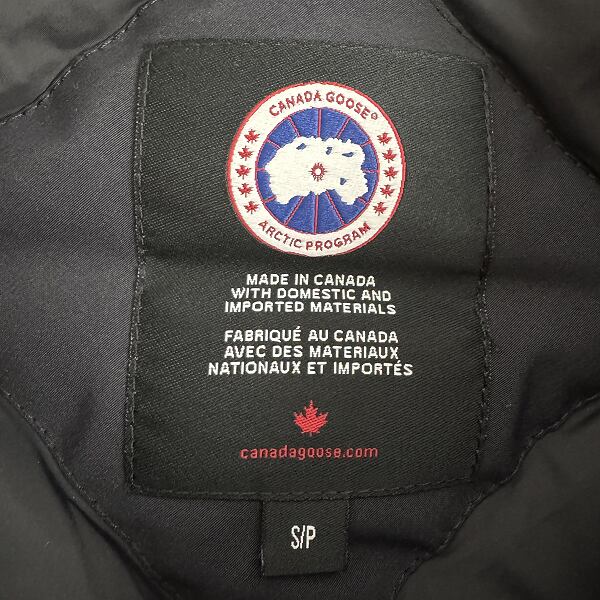 CANADA GOOSE®
ARCTIC PROGRAM
MADE IN CANADA
WITH DOMESTIC AND
IMPORTED MATERIALS
FABRIQUÉ AU CANADA
AVEC DES MATERIAUX
NATIONAUX ET IMPORTÉS
canadagoose.com
S/P